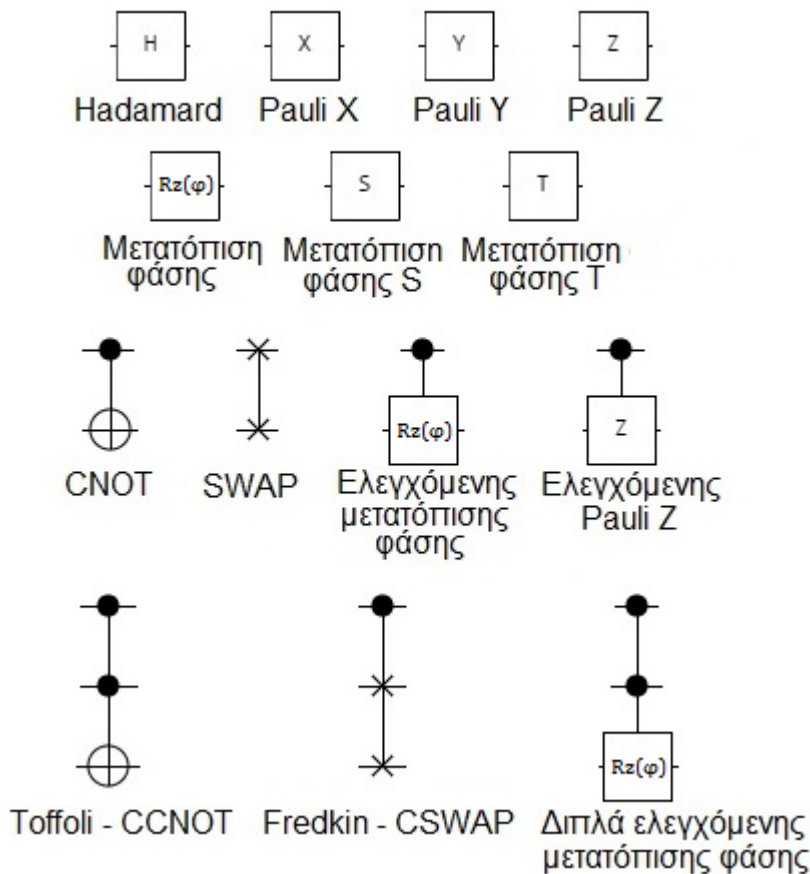 H X Y Z
Hadamard Pauli X Pauli Y Pauli Z
Rz(φ) S T
Μετατόπιση Μετατόπιση Μετατόπιση
φάσης φάσης S φάσης T
Rz(φ) Z
CNOT SWAP Ελεγχόμενης Ελεγχόμενης
μετατόπισης Pauli Z
φάσης
Rz(φ)
Toffoli - CCNOT Fredkin - CSWAP Διπλά ελεγχόμενης
μετατόπισης φάσης